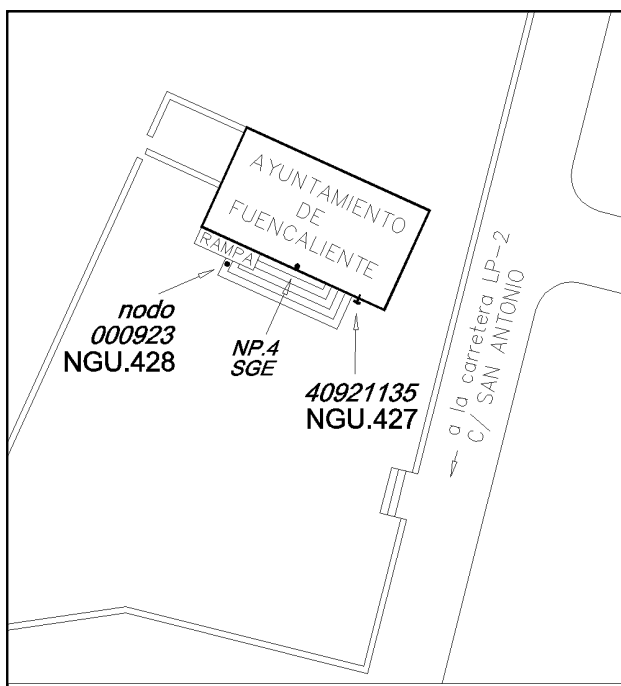 AYUNTAMIENTO
DE
FUENCALIENTE
RAMPA
nodo
000923
NGU.428
NP.4
SGE
40921135
NGU.427
a la carretera LP-2
C/ SAN ANTONIO